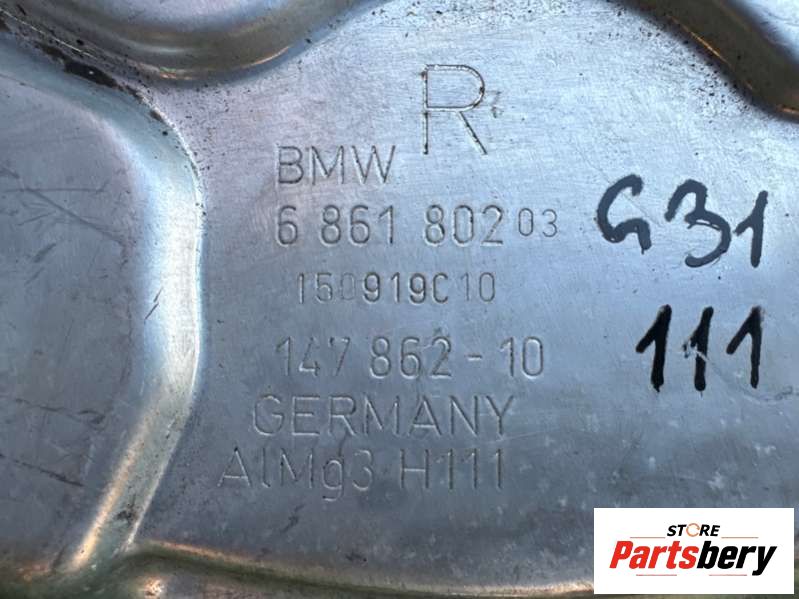 R
BMW
6 861 802 03
150919C10
147 862-10
GERMANY
AlMg3 H111
G31
111
STORE
Partsbery